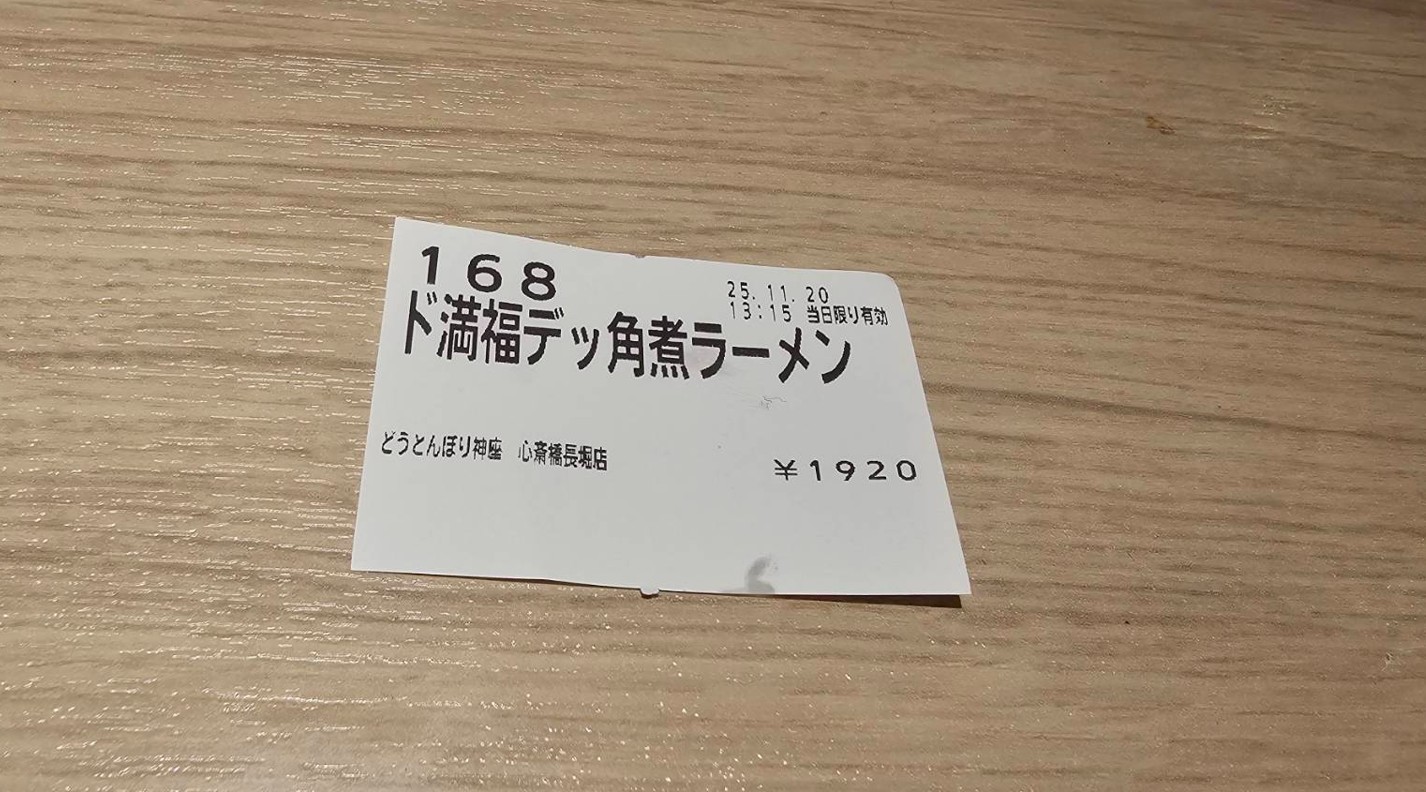 168
25.11.20
13:15 当日限り有効
ド満福デッ角煮ラーメン
どうとんぼり神座 心斎橋長堀店
¥1920